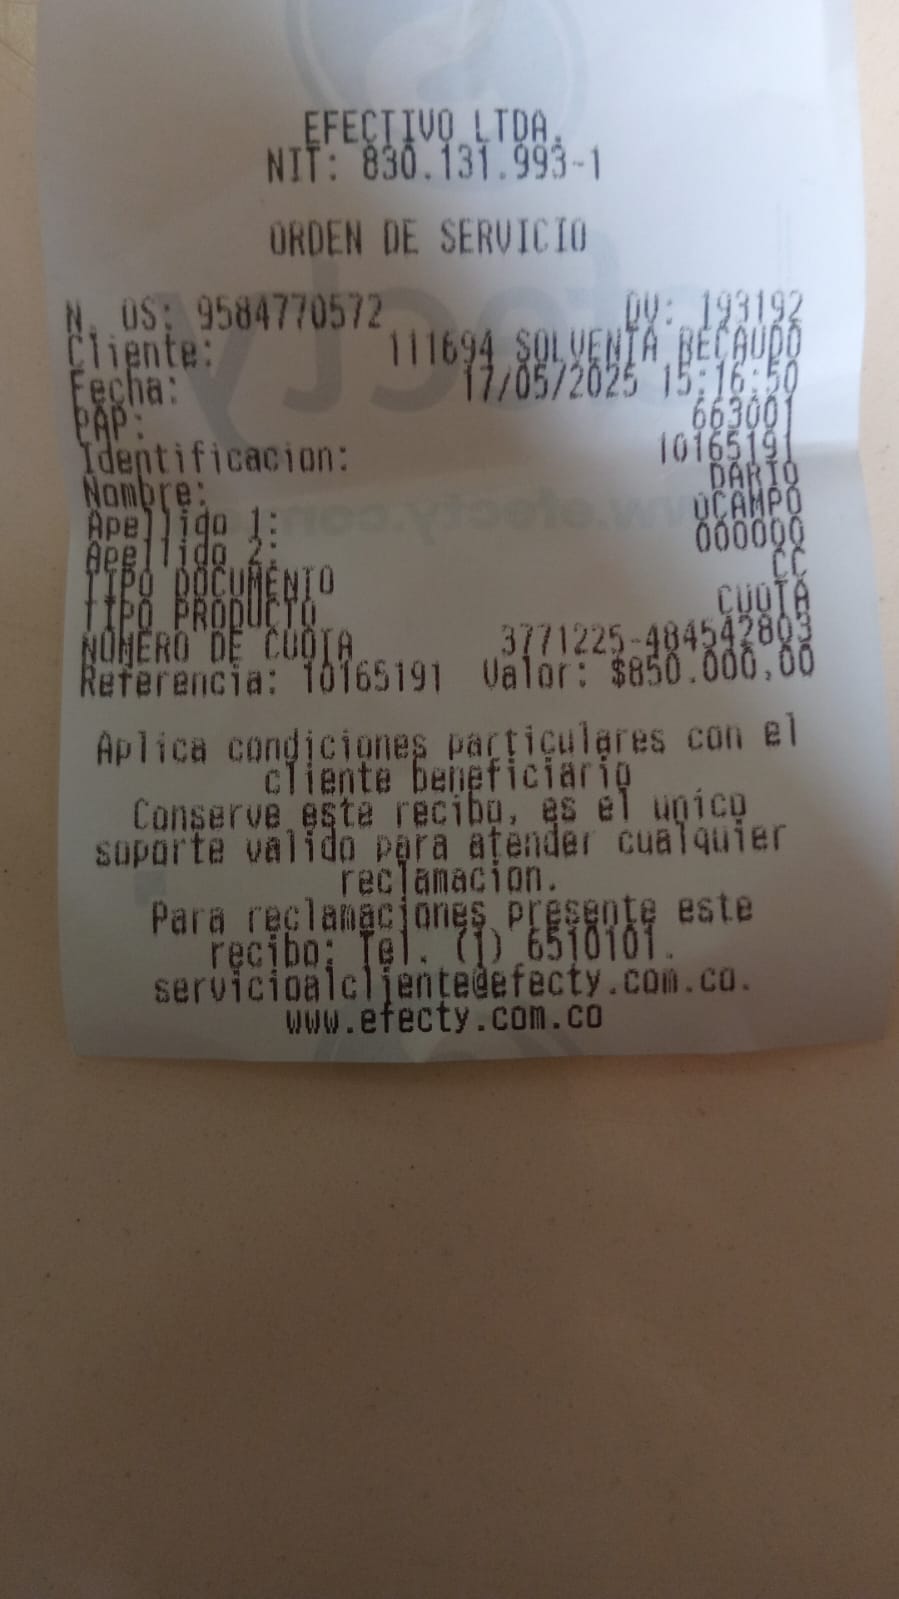 EFECTIVO LTDA.
NIT: 830.131.993-1
ORDEN DE SERVICIO
N. OS: 9584770572 DV: 193192
Cliente: 111694 SOLVENTA RECAUDO
Fecha: 17/05/2025 15:16:50
PAP: 663001
Identificacion: 10165191
Nombre: DARIO
Apellido 1: OCAMPO
Apellido 2: 000000
TIPO DOCUMENTO CC
TIPO PRODUCTO CUOTA
NUMERO DE CUOTA 3771225-484542803
Referencia: 10165191 Valor: $850.000,00
Aplica condiciones particulares con el
cliente beneficiario
Conserve este recibo, es el unico
soporte valido para atender cualquier
reclamacion.
Para reclamaciones presente este
recibo: Tel. (1) 6510101.
servicioalcliente@efecty.com.co.
www.efecty.com.co